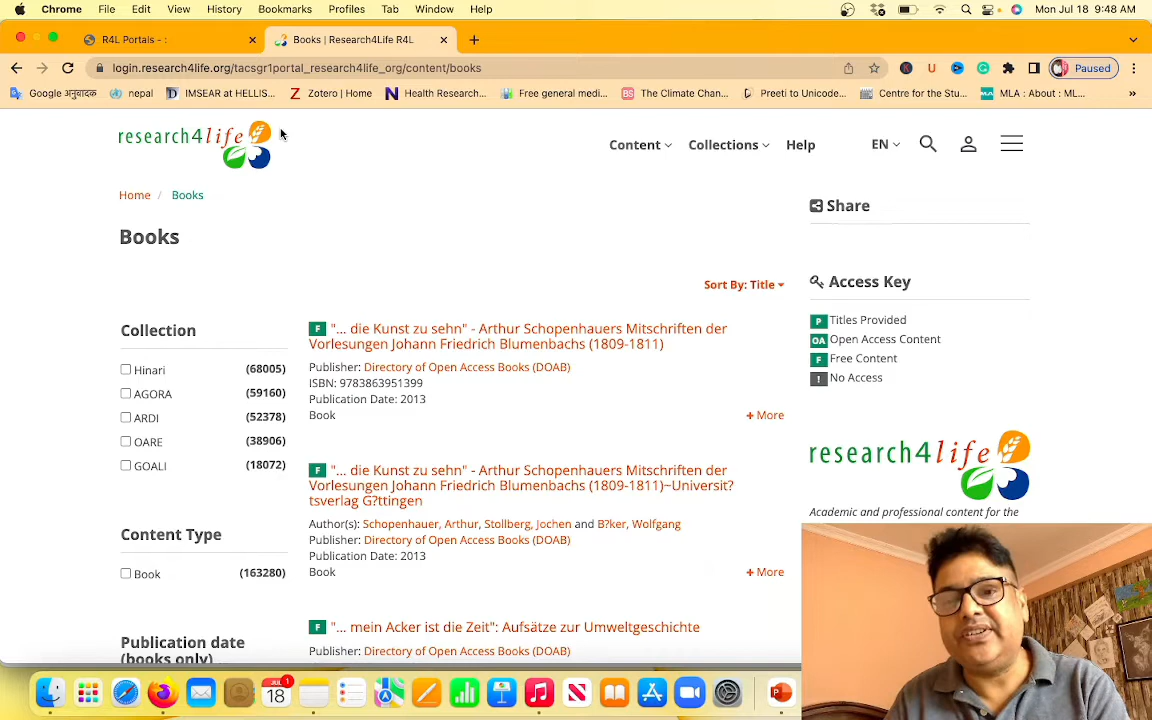 Chrome File Edit View History Bookmarks Profiles Tab Window Help Mon Jul 18 9:48 AM
R4L Portals - :
Books | Research4Life R4L
login.research4life.org/tacsgr1portal_research4life_org/content/books
Paused
Google अनुवादक nepal IMSEAR at HELLIS... Zotero | Home Health Research... Free general medi... The Climate Chan... Preeti to Unicode... Centre for the Stu... MLA : About : ML... »
research4life
Content Collections Help EN
Home / Books
Books
Sort By: Title
Collection
Hinari (68005)
AGORA (59160)
ARDI (52378)
OARE (38906)
GOALI (18072)
Content Type
Book (163280)
Publication date
(books only)
F "... die Kunst zu sehn" - Arthur Schopenhauers Mitschriften der
Vorlesungen Johann Friedrich Blumenbachs (1809-1811)
Publisher: Directory of Open Access Books (DOAB)
ISBN: 9783863951399
Publication Date: 2013
Book
+ More
F "... die Kunst zu sehn" - Arthur Schopenhauers Mitschriften der
Vorlesungen Johann Friedrich Blumenbachs (1809-1811)~Universit?
tsverlag G?ttingen
Author(s): Schopenhauer, Arthur, Stollberg, Jochen and B?ker, Wolfgang
Publisher: Directory of Open Access Books (DOAB)
Publication Date: 2013
Book
+ More
F "... mein Acker ist die Zeit": Aufsätze zur Umweltgeschichte
Publisher: Directory of Open Access Books (DOAB)
Share
Access Key
P Titles Provided
OA Open Access Content
F Free Content
! No Access
research4life
Academic and professional content for the
JUL
18
1